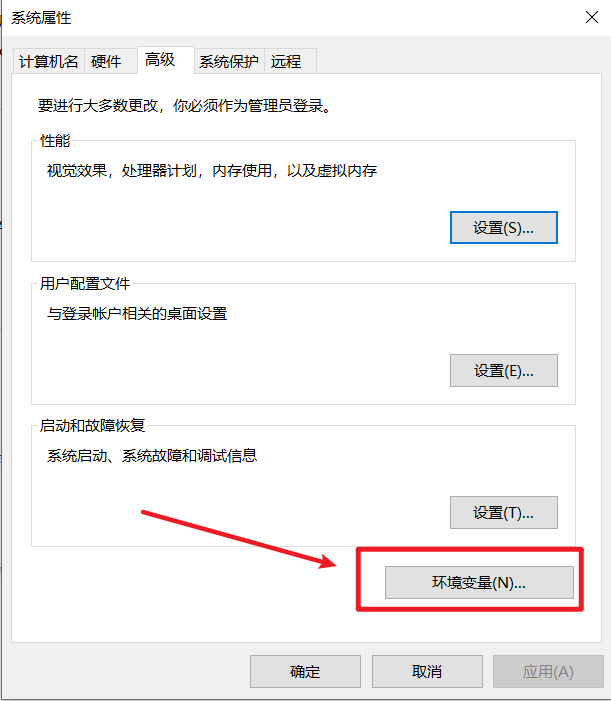 系统属性
计算机名 硬件 高级 系统保护 远程
要进行大多数更改，你必须作为管理员登录。
性能
视觉效果，处理器计划，内存使用，以及虚拟内存
设置(S)...
用户配置文件
与登录帐户相关的桌面设置
设置(E)...
启动和故障恢复
系统启动、系统故障和调试信息
设置(T)...
环境变量(N)...
确定 取消 应用(A)